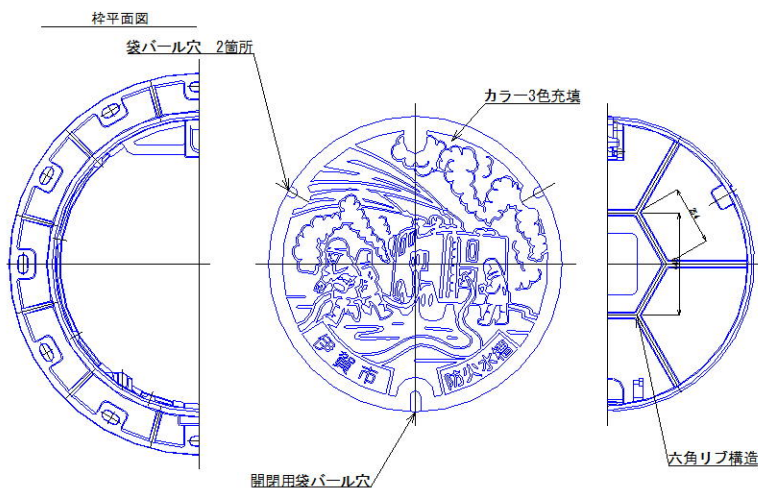 枠平面図
袋バール穴 2箇所
カラー3色充填
伊賀市
防火水槽
開閉用袋バール穴
六角リブ構造